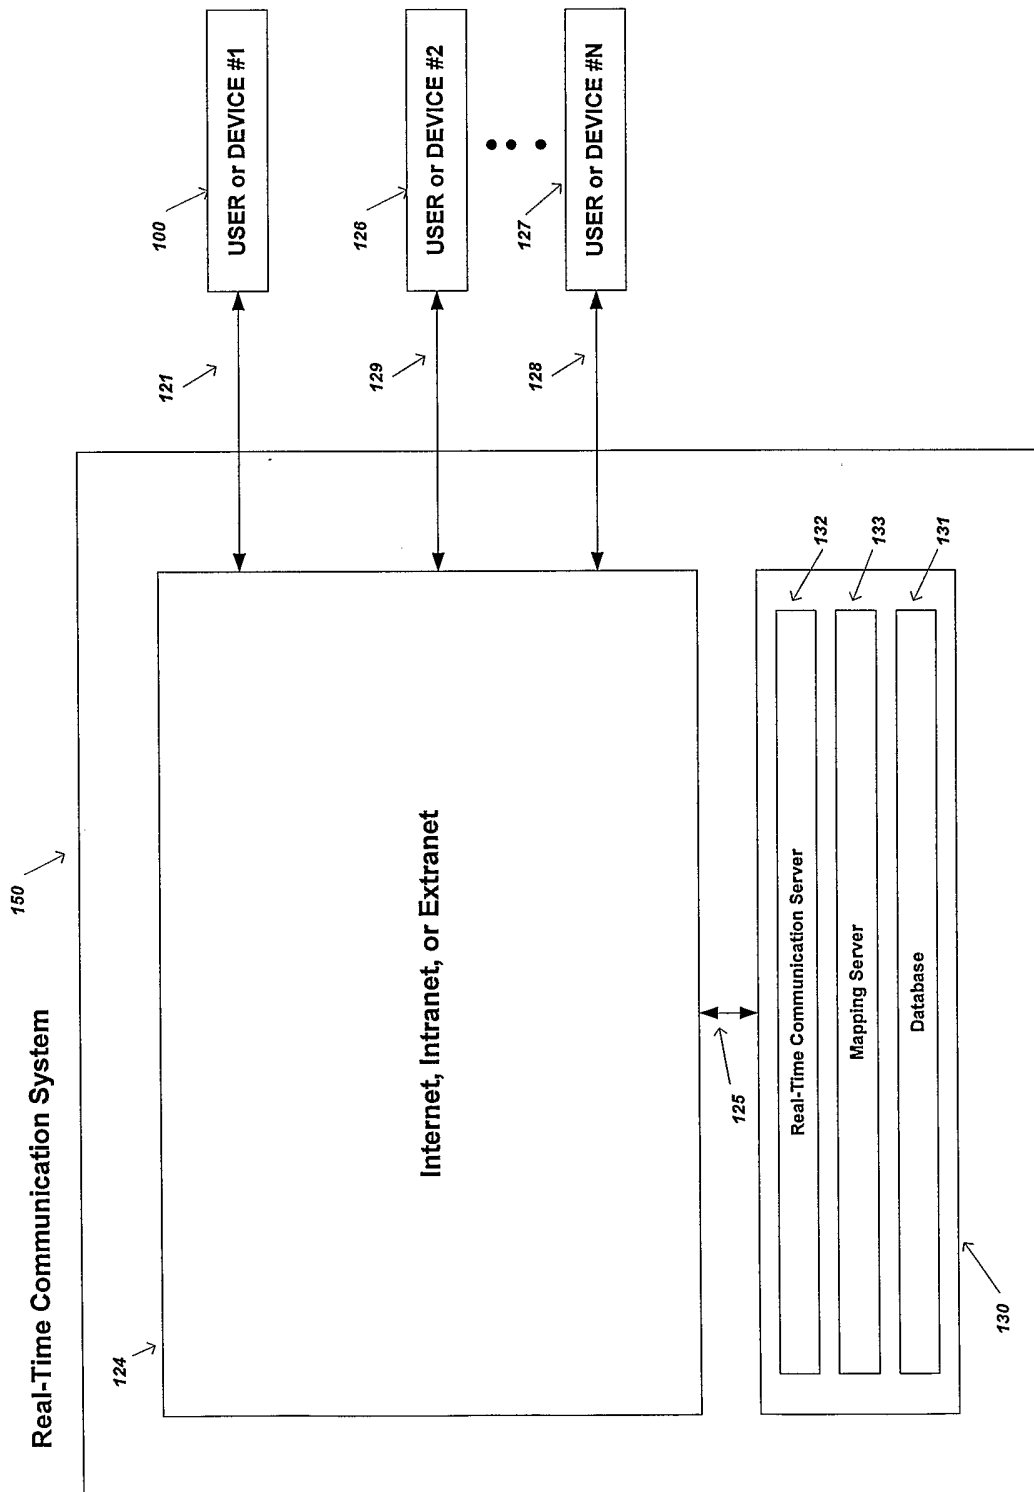 Real-Time Communication System
150
124
Internet, Intranet, or Extranet
121
129
128
100
USER or DEVICE #1
126
USER or DEVICE #2
127
USER or DEVICE #N
125
130
Real-Time Communication Server
132
Mapping Server
133
Database
131